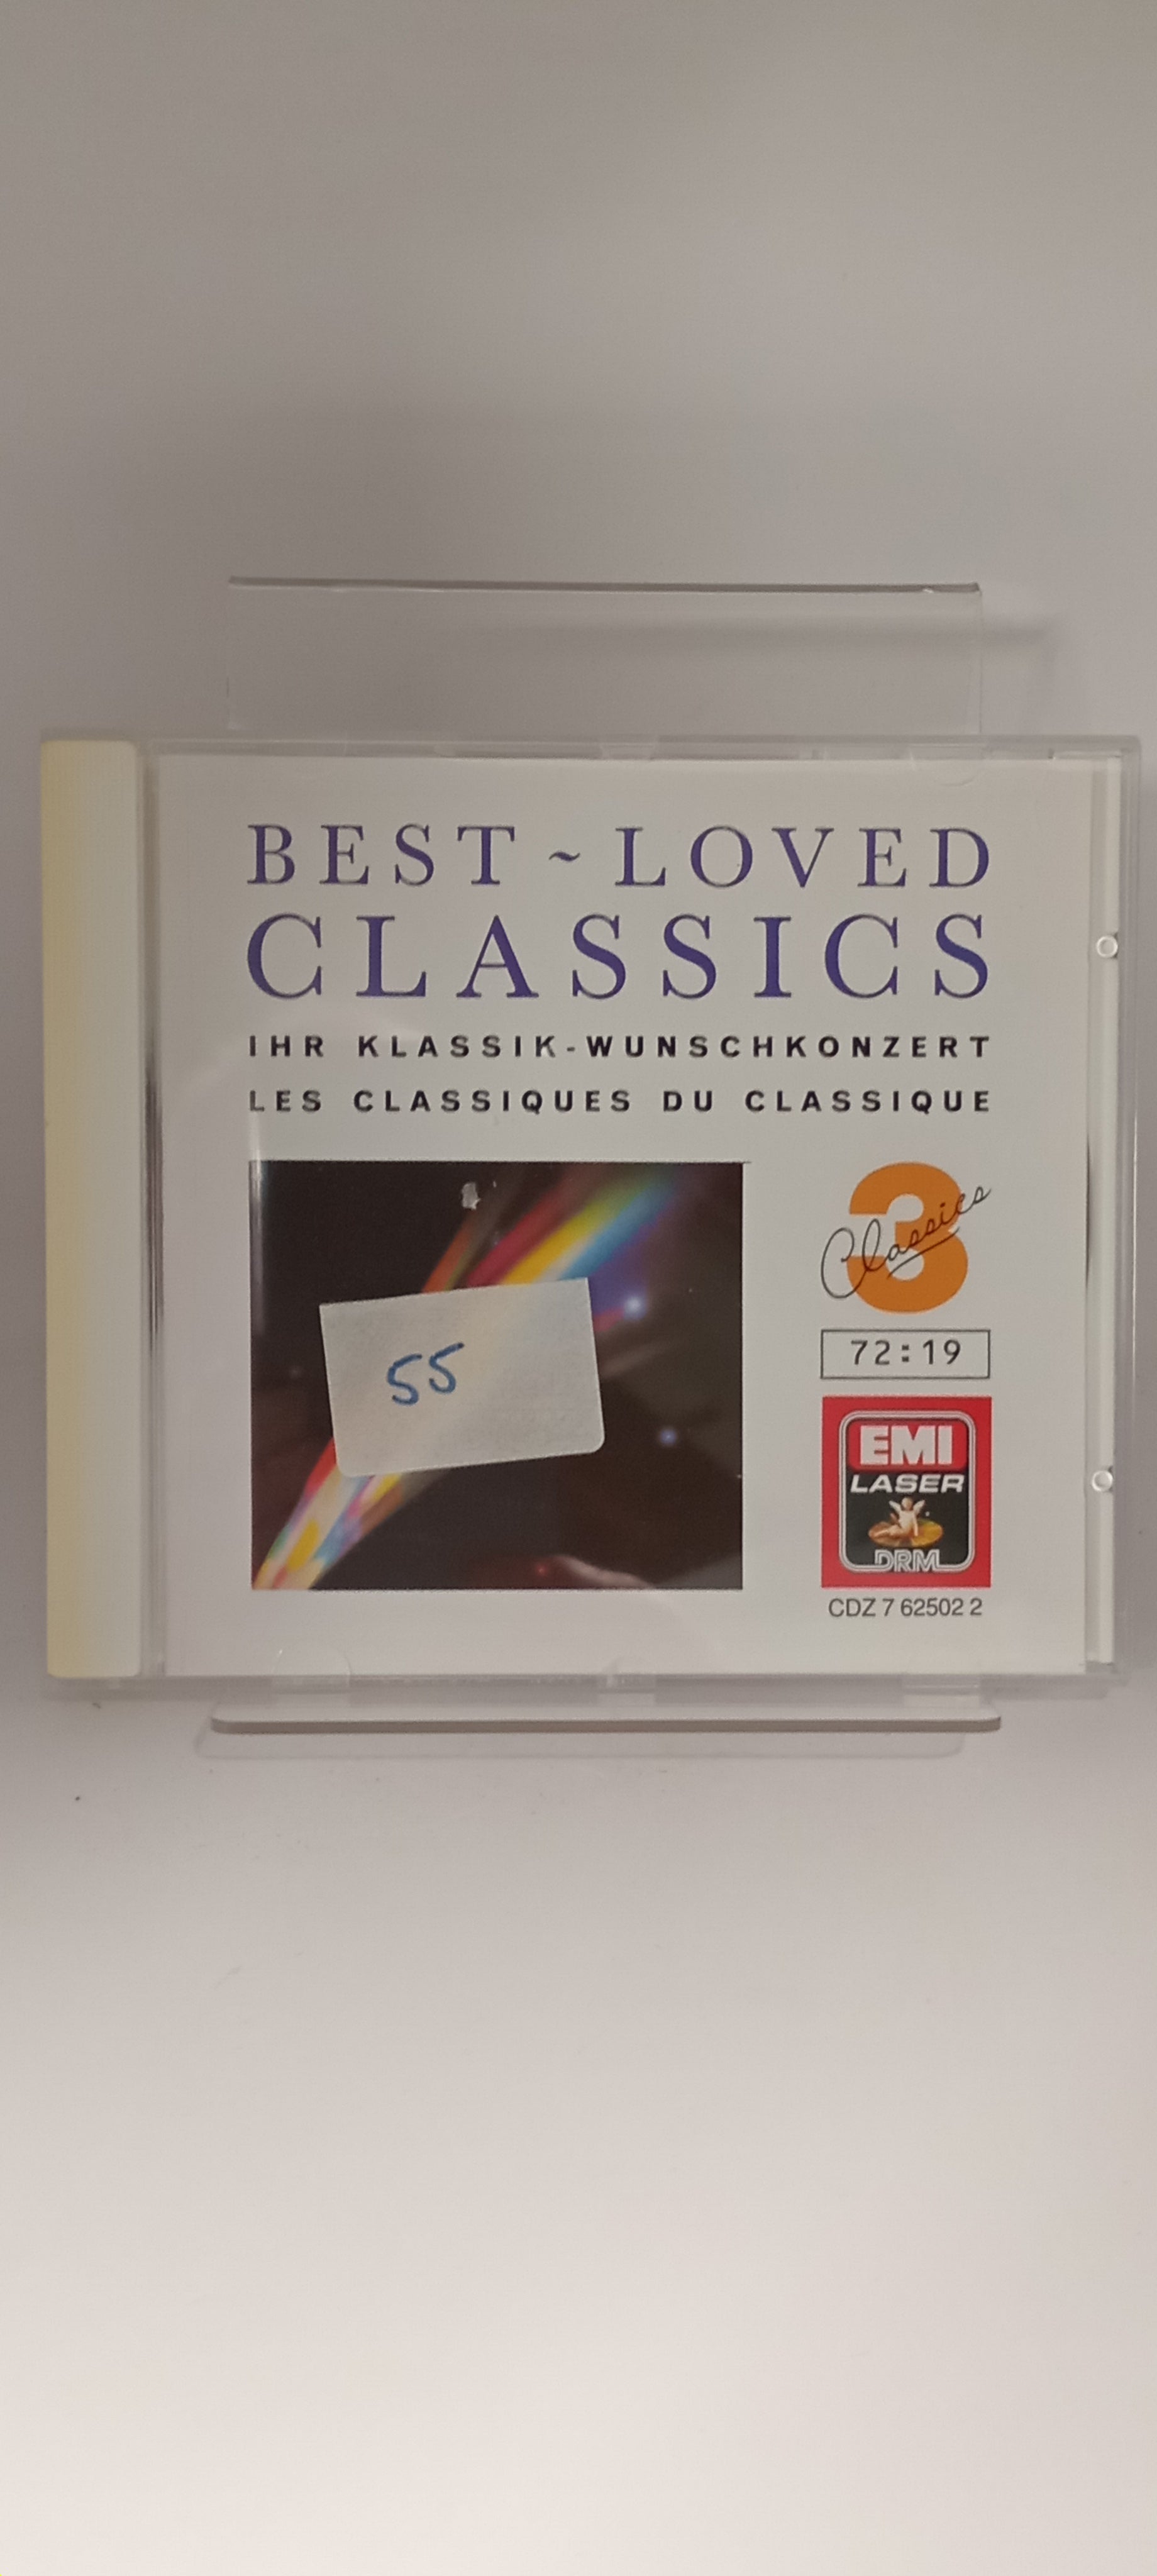 BEST~LOVED
CLASSICS
IHR KLASSIK-WUNSCHKONZERT
LES CLASSIQUES DU CLASSIQUE
3
Classics
72:19
55
EMI
LASER
DRM
CDZ 7 62502 2